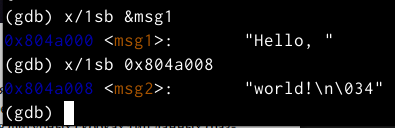 (gdb) x/1sb &msg1
0x804a000 <msg1>: "Hello, "
(gdb) x/1sb 0x804a008
0x804a008 <msg2>: "world!\n\034"
(gdb)